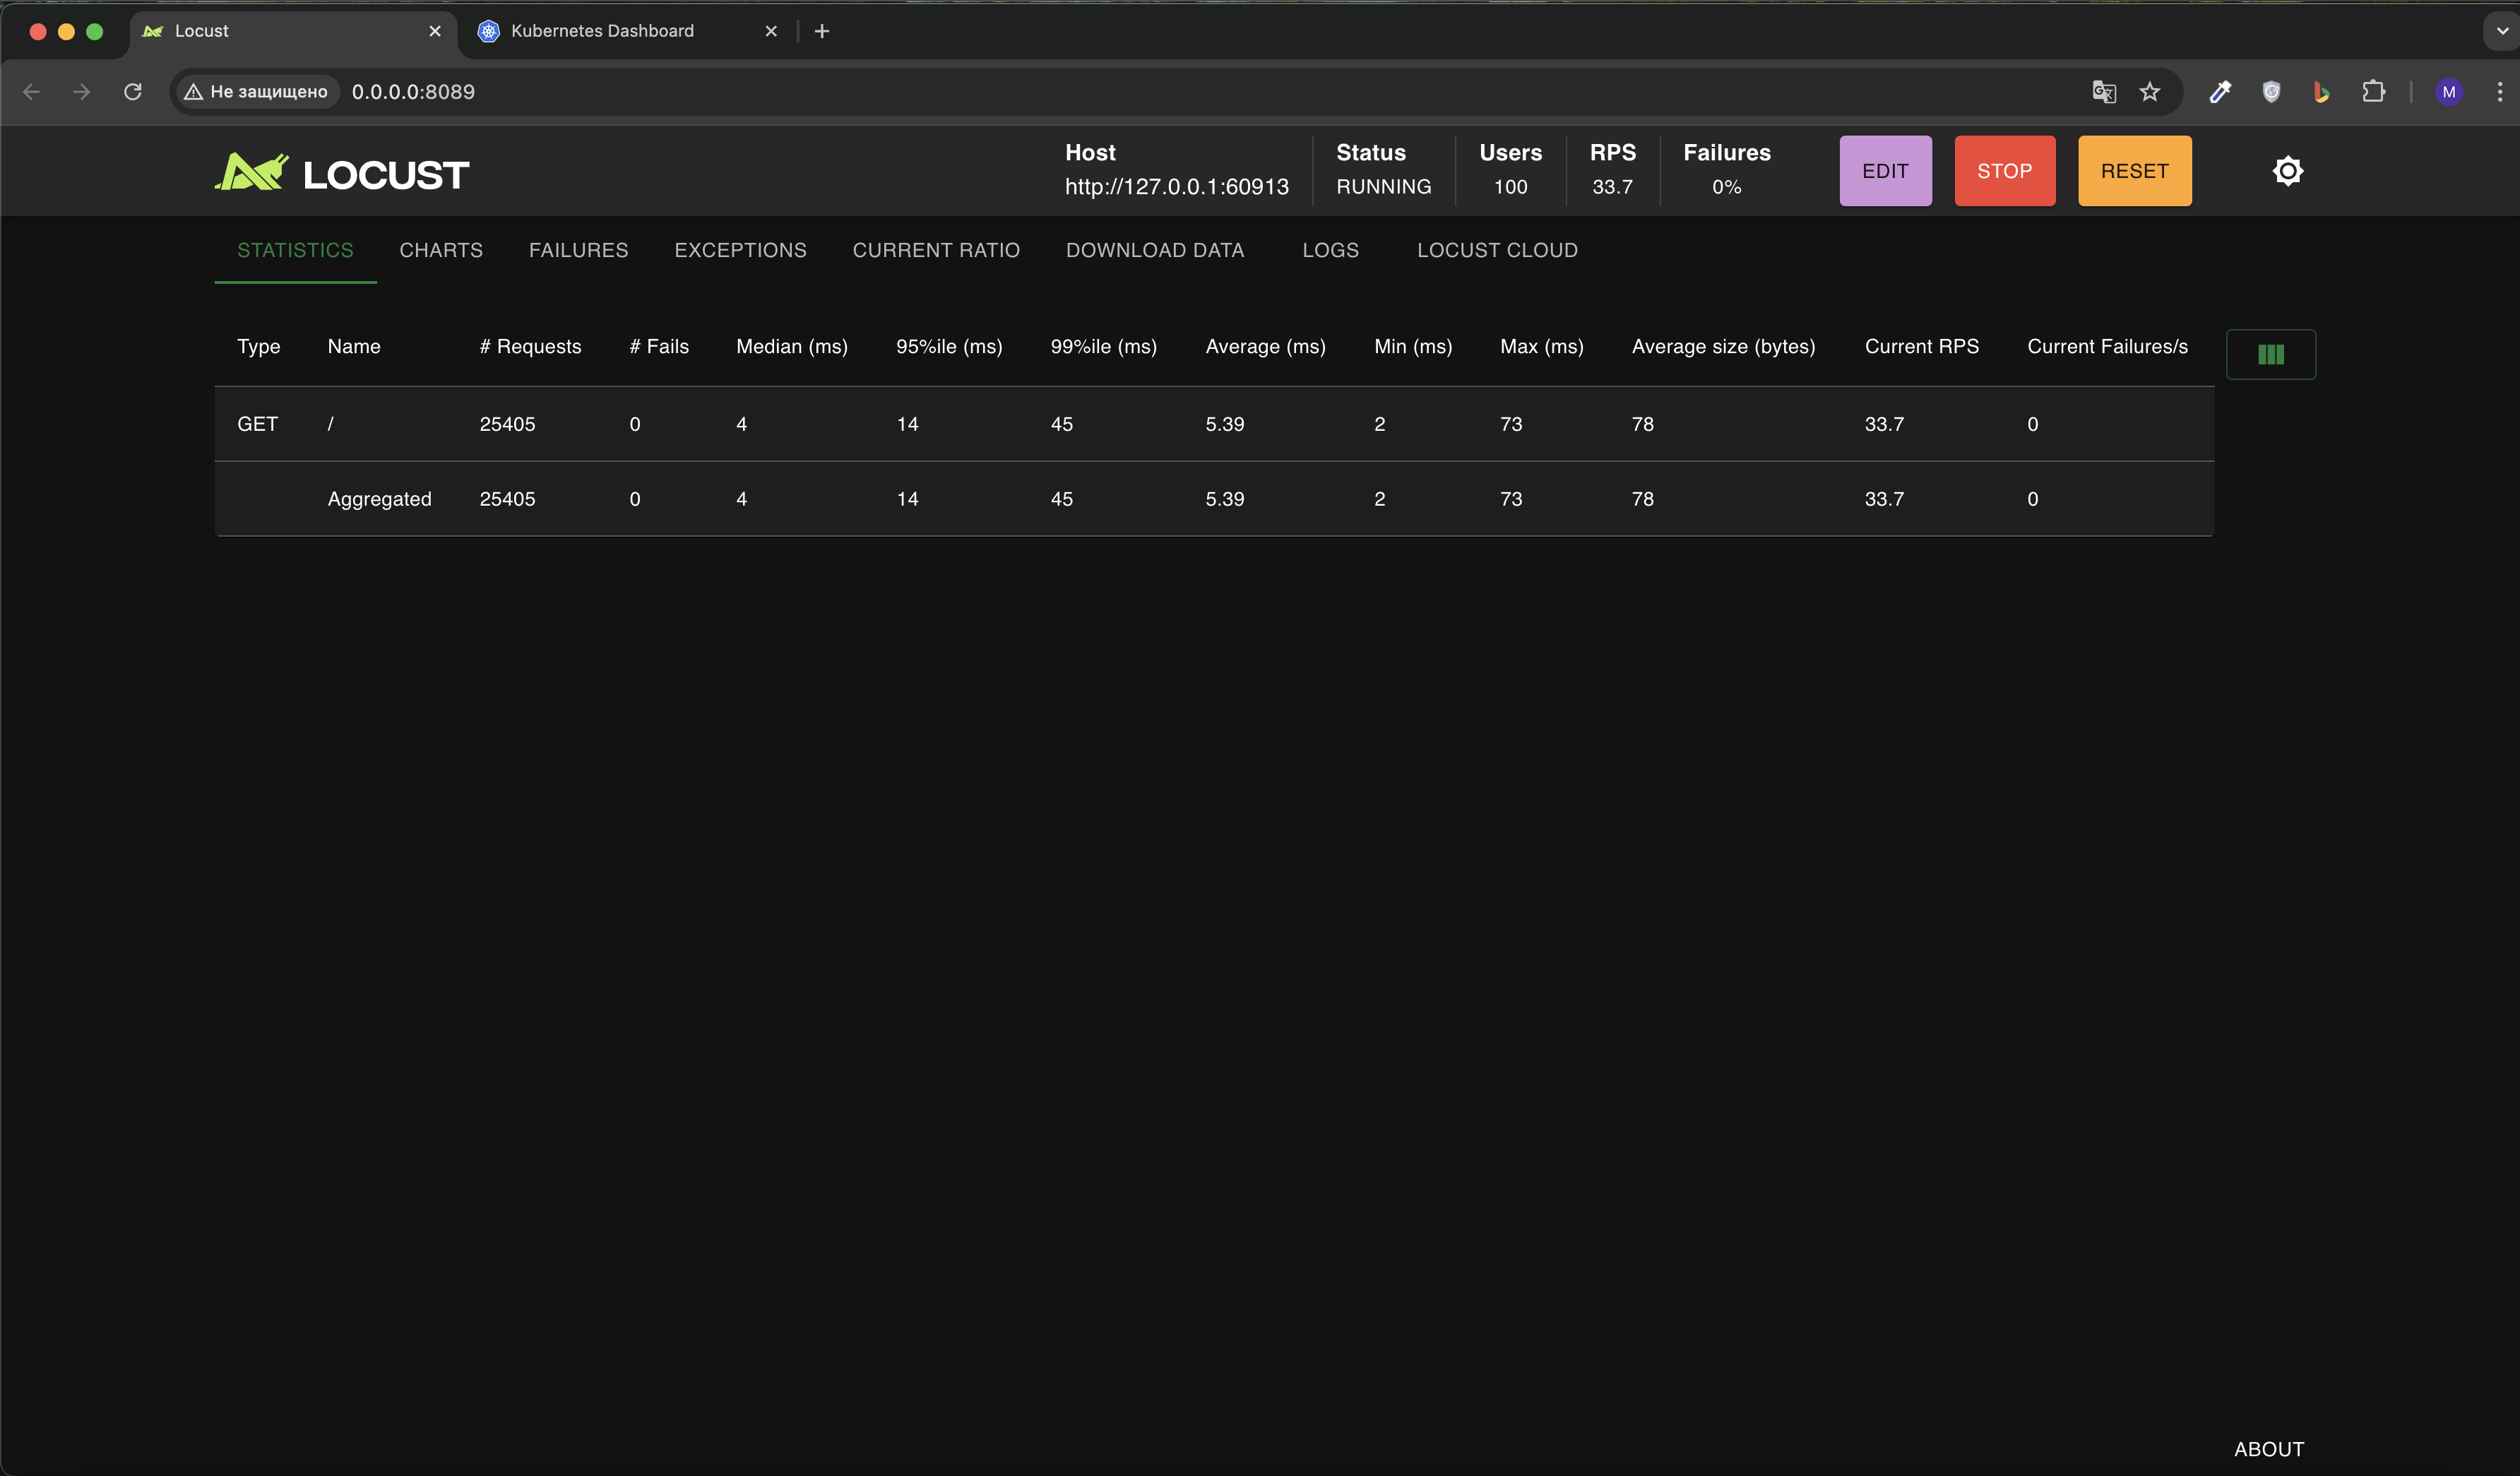 Locust
Kubernetes Dashboard
Не защищено 0.0.0.0:8089
M
LOCUST
Host Status Users RPS Failures
http://127.0.0.1:60913 RUNNING 100 33.7 0%
EDIT STOP RESET
STATISTICS CHARTS FAILURES EXCEPTIONS CURRENT RATIO DOWNLOAD DATA LOGS LOCUST CLOUD
Type Name # Requests # Fails Median (ms) 95%ile (ms) 99%ile (ms) Average (ms) Min (ms) Max (ms) Average size (bytes) Current RPS Current Failures/s
GET / 25405 0 4 14 45 5.39 2 73 78 33.7 0
Aggregated 25405 0 4 14 45 5.39 2 73 78 33.7 0
ABOUT